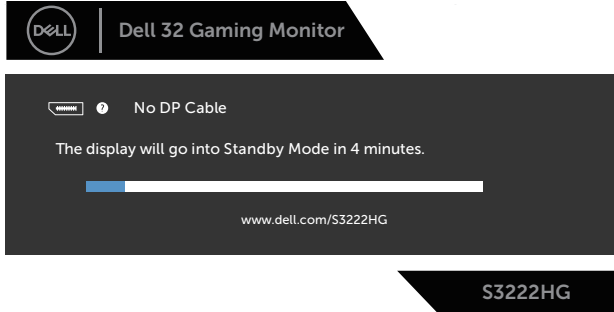 DELL
Dell 32 Gaming Monitor
? No DP Cable
The display will go into Standby Mode in 4 minutes.
www.dell.com/S3222HG
S3222HG